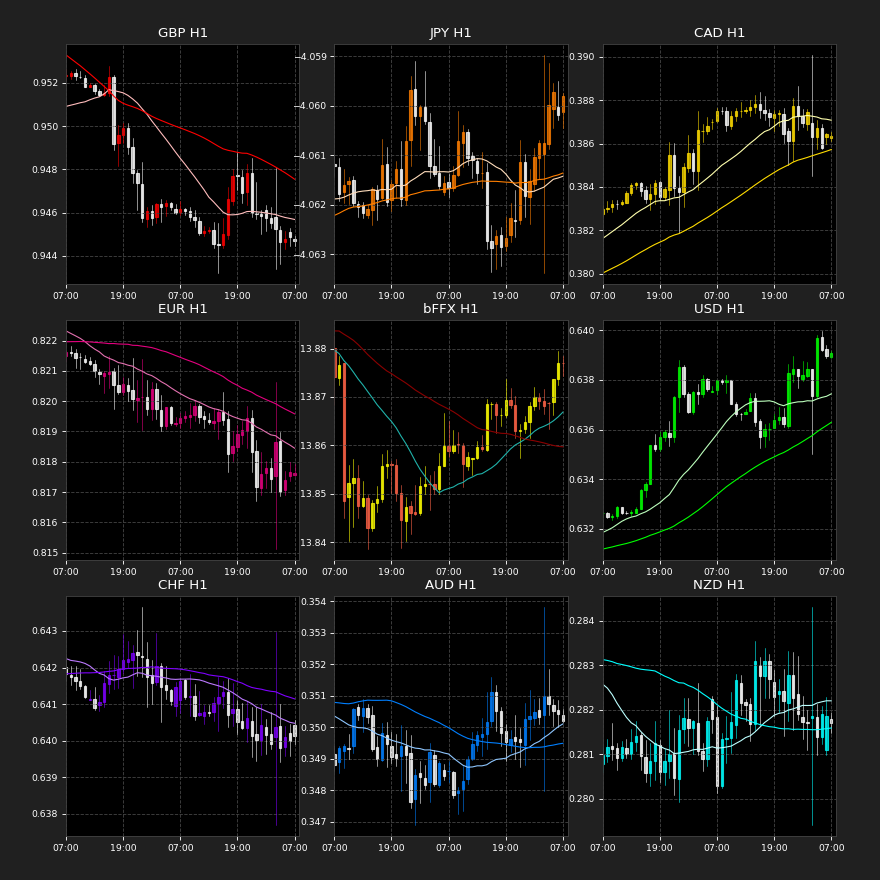 GBP H1
0.952
0.950
0.948
0.946
0.944
07:00 19:00 07:00 19:00 07:00
JPY H1
−4.059
−4.060
−4.061
−4.062
−4.063
07:00 19:00 07:00 19:00 07:00
CAD H1
0.390
0.388
0.386
0.384
0.382
0.380
07:00 19:00 07:00 19:00 07:00
EUR H1
0.822
0.821
0.820
0.819
0.818
0.817
0.816
0.815
07:00 19:00 07:00 19:00 07:00
bFFX H1
13.88
13.87
13.86
13.85
13.84
07:00 19:00 07:00 19:00 07:00
USD H1
0.640
0.638
0.636
0.634
0.632
07:00 19:00 07:00 19:00 07:00
CHF H1
0.643
0.642
0.641
0.640
0.639
0.638
07:00 19:00 07:00 19:00 07:00
AUD H1
0.354
0.353
0.352
0.351
0.350
0.349
0.348
0.347
07:00 19:00 07:00 19:00 07:00
NZD H1
0.284
0.283
0.282
0.281
0.280
07:00 19:00 07:00 19:00 07:00